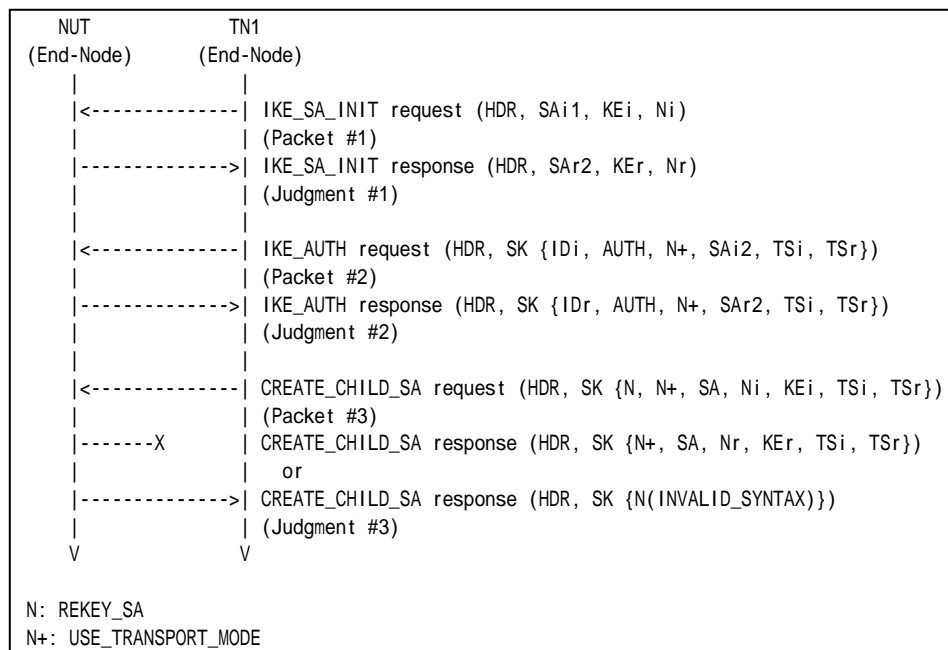 NUT TN1
(End-Node) (End-Node)
| |
|<--------------| IKE_SA_INIT request (HDR, SAi1, KEi, Ni)
| | (Packet #1)
|-------------->| IKE_SA_INIT response (HDR, SAr2, KEr, Nr)
| | (Judgment #1)
| |
|<--------------| IKE_AUTH request (HDR, SK {IDi, AUTH, N+, SAi2, TSi, TSr})
| | (Packet #2)
|-------------->| IKE_AUTH response (HDR, SK {IDr, AUTH, N+, SAr2, TSi, TSr})
| | (Judgment #2)
| |
|<--------------| CREATE_CHILD_SA request (HDR, SK {N, N+, SA, Ni, KEi, TSi, TSr})
| | (Packet #3)
|-------X | CREATE_CHILD_SA response (HDR, SK {N+, SA, Nr, KEr, TSi, TSr})
| | or
|-------------->| CREATE_CHILD_SA response (HDR, SK {N(INVALID_SYNTAX)})
| | (Judgment #3)
V V
N: REKEY_SA
N+: USE_TRANSPORT_MODE